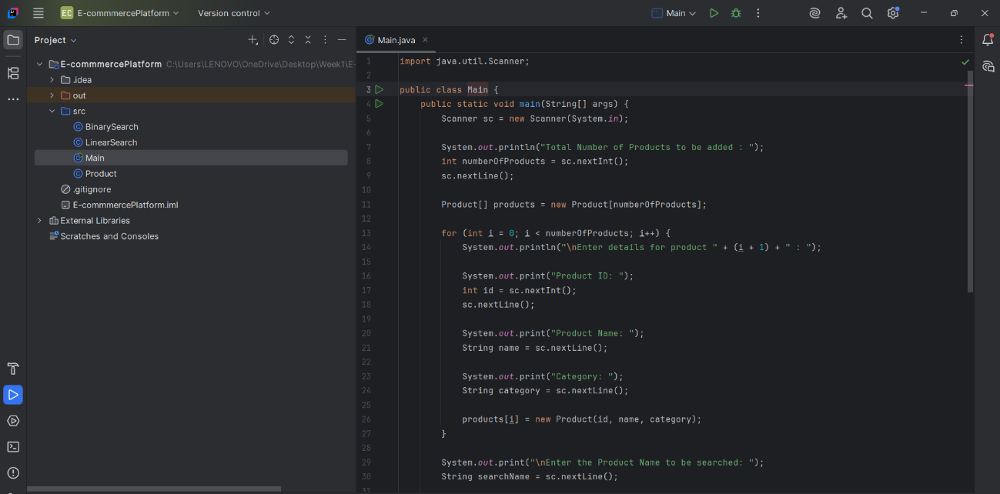 EC E-commmercePlatform Version control Main
Project
E-commmercePlatform C:\Users\LENOVO\OneDrive\Desktop\Week1\E-
.idea
out
src
BinarySearch
LinearSearch
Main
Product
.gitignore
E-commmercePlatform.iml
External Libraries
Scratches and Consoles
Main.java
1 import java.util.Scanner;
2
3 public class Main {
4 public static void main(String[] args) {
5 Scanner sc = new Scanner(System.in);
6
7 System.out.println("Total Number of Products to be added : ");
8 int numberOfProducts = sc.nextInt();
9 sc.nextLine();
10
11 Product[] products = new Product[numberOfProducts];
12
13 for (int i = 0; i < numberOfProducts; i++) {
14 System.out.println("\nEnter details for product " + (i + 1) + " : ");
15
16 System.out.print("Product ID: ");
17 int id = sc.nextInt();
18 sc.nextLine();
19
20 System.out.print("Product Name: ");
21 String name = sc.nextLine();
22
23 System.out.print("Category: ");
24 String category = sc.nextLine();
25
26 products[i] = new Product(id, name, category);
27 }
28
29 System.out.print("\nEnter the Product Name to be searched: ");
30 String searchName = sc.nextLine();
31